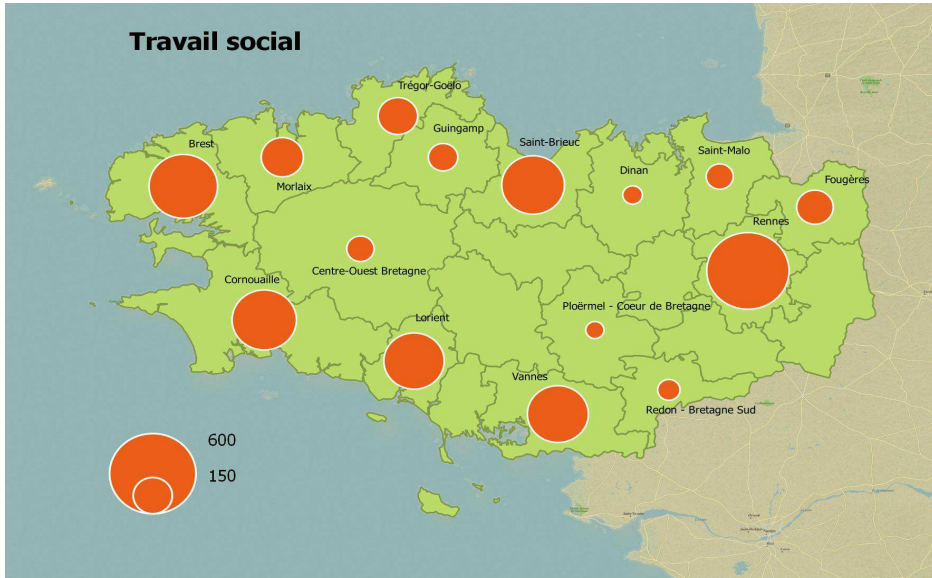 Travail social
Trégor-Goëlo
Guingamp
Saint-Brieuc
Brest
Morlaix
Dinan
Saint-Malo
Fougères
Rennes
Centre-Ouest Bretagne
Cornouaille
Lorient
Ploërmel - Coeur de Bretagne
Vannes
Redon - Bretagne Sud
600
150